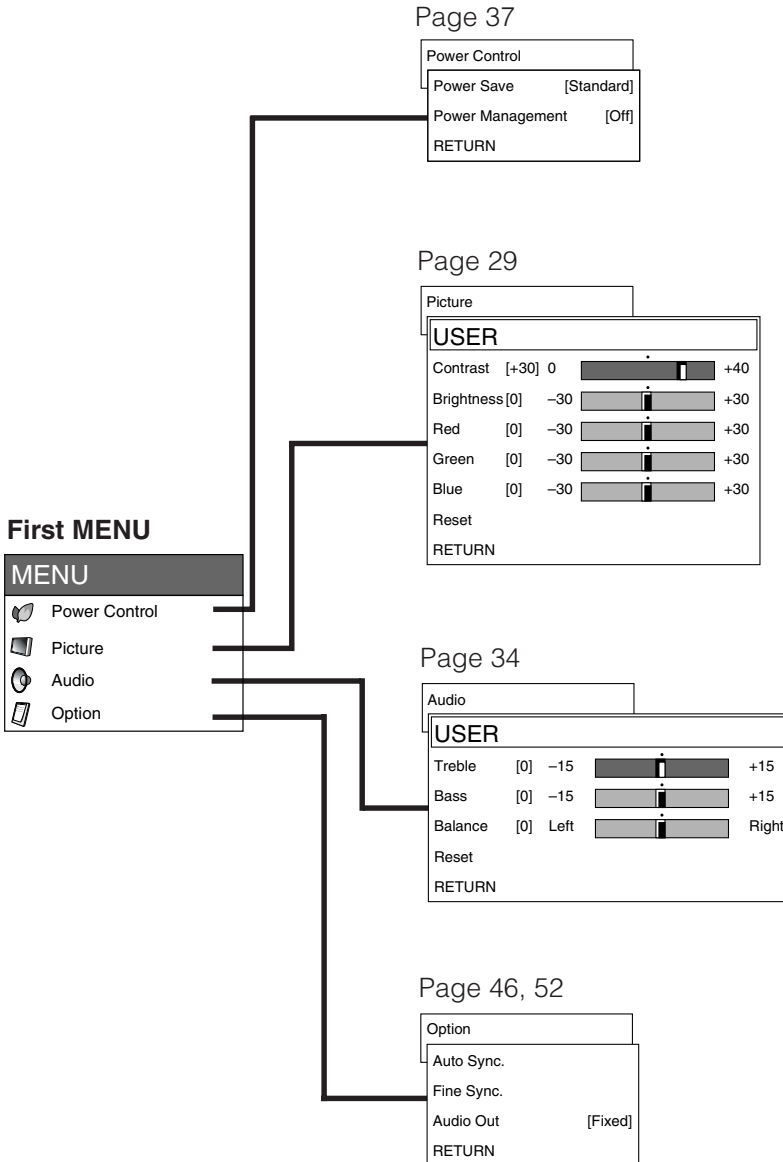 Page 37
Power Control
Power Save [Standard]
Power Management [Off]
RETURN
Page 29
Picture
USER
Contrast [+30] 0 +40
Brightness [0] –30 +30
Red [0] –30 +30
Green [0] –30 +30
Blue [0] –30 +30
Reset
RETURN
First MENU
MENU
Power Control
Picture
Audio
Option
Page 34
Audio
USER
Treble [0] –15 +15
Bass [0] –15 +15
Balance [0] Left Right
Reset
RETURN
Page 46, 52
Option
Auto Sync.
Fine Sync.
Audio Out [Fixed]
RETURN